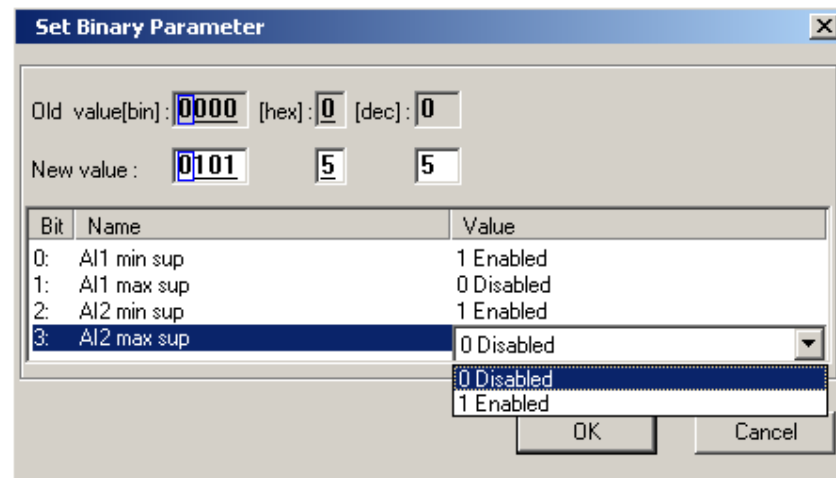 Set Binary Parameter
Old value[bin] : 0000 [hex] : 0 [dec] : 0
New value : 0101 5 5
Bit Name Value
0: AI1 min sup 1 Enabled
1: AI1 max sup 0 Disabled
2: AI2 min sup 1 Enabled
3: AI2 max sup 0 Disabled
0 Disabled
1 Enabled
OK Cancel